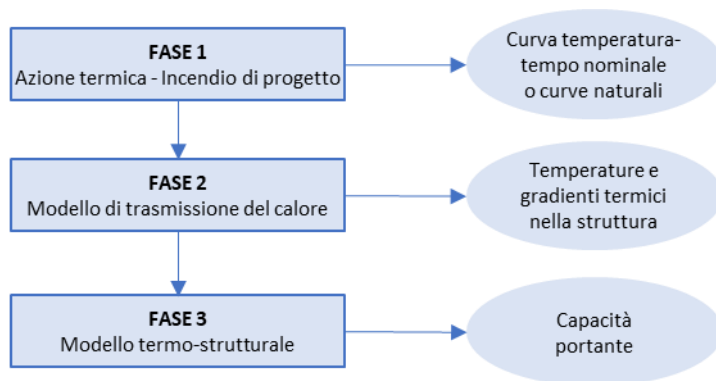 FASE 1
Azione termica - Incendio di progetto
Curva temperatura-
tempo nominale
o curve naturali
FASE 2
Modello di trasmissione del calore
Temperature e
gradienti termici
nella struttura
FASE 3
Modello termo-strutturale
Capacità
portante